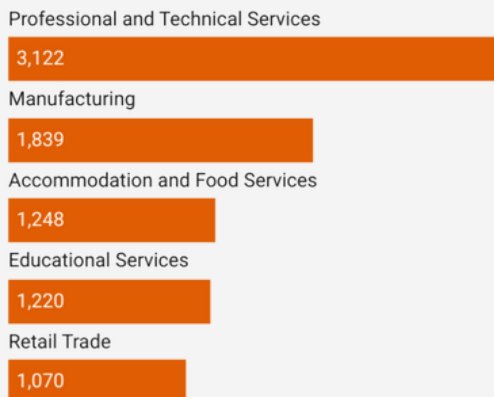 Professional and Technical Services
3,122
Manufacturing
1,839
Accommodation and Food Services
1,248
Educational Services
1,220
Retail Trade
1,070